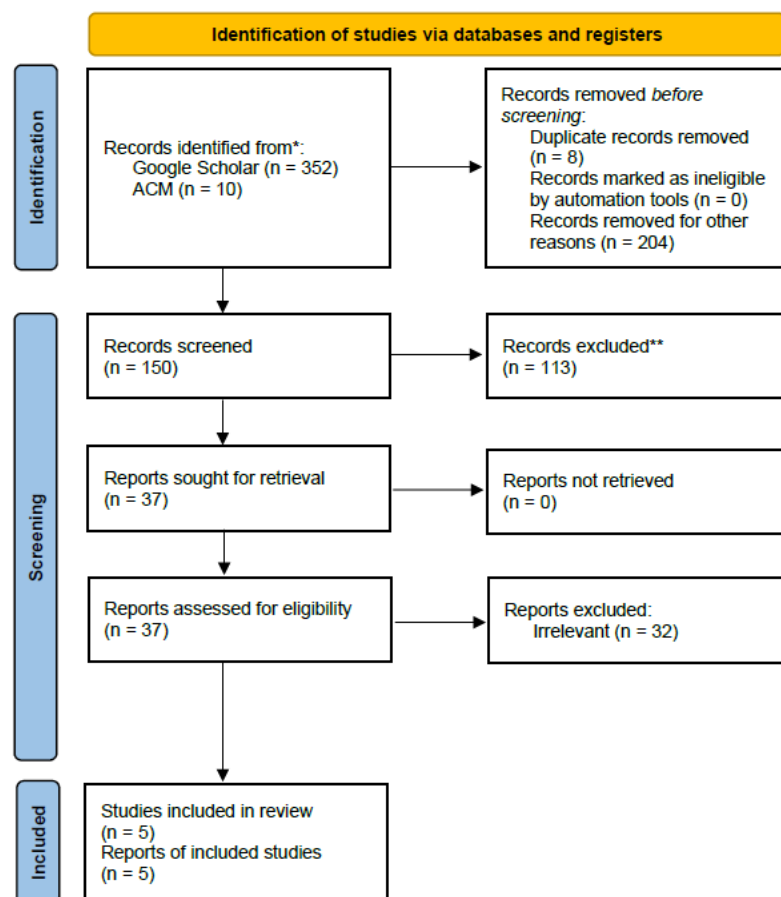 Identification of studies via databases and registers
Identification
Records identified from*:
Google Scholar (n = 352)
ACM (n = 10)
Records removed before
screening:
Duplicate records removed
(n = 8)
Records marked as ineligible
by automation tools (n = 0)
Records removed for other
reasons (n = 204)
Screening
Records screened
(n = 150)
Records excluded**
(n = 113)
Reports sought for retrieval
(n = 37)
Reports not retrieved
(n = 0)
Reports assessed for eligibility
(n = 37)
Reports excluded:
Irrelevant (n = 32)
Included
Studies included in review
(n = 5)
Reports of included studies
(n = 5)